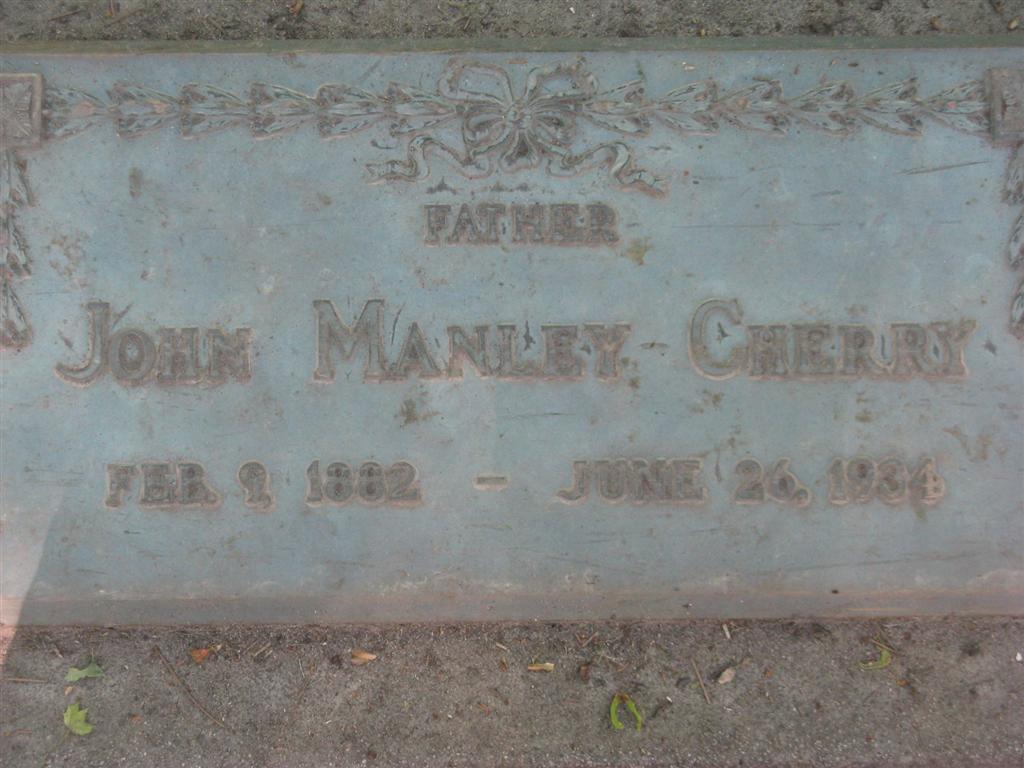 FATHER
JOHN MANLEY CHERRY
FEB. 9, 1882 - JUNE 26, 1934